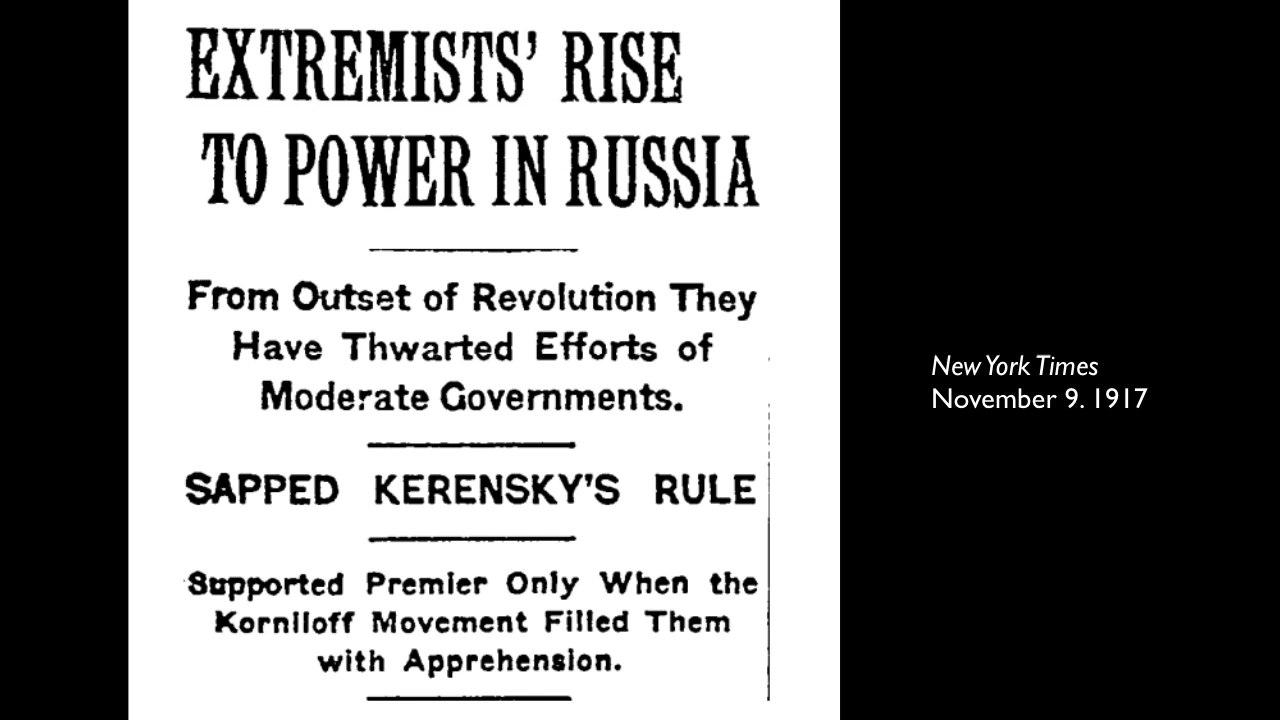 EXTREMISTS' RISE
TO POWER IN RUSSIA
From Outset of Revolution They
Have Thwarted Efforts of
Moderate Governments.
SAPPED KERENSKY'S RULE
Supported Premier Only When the
Korniloff Movement Filled Them
with Apprehension.
New York Times
November 9. 1917